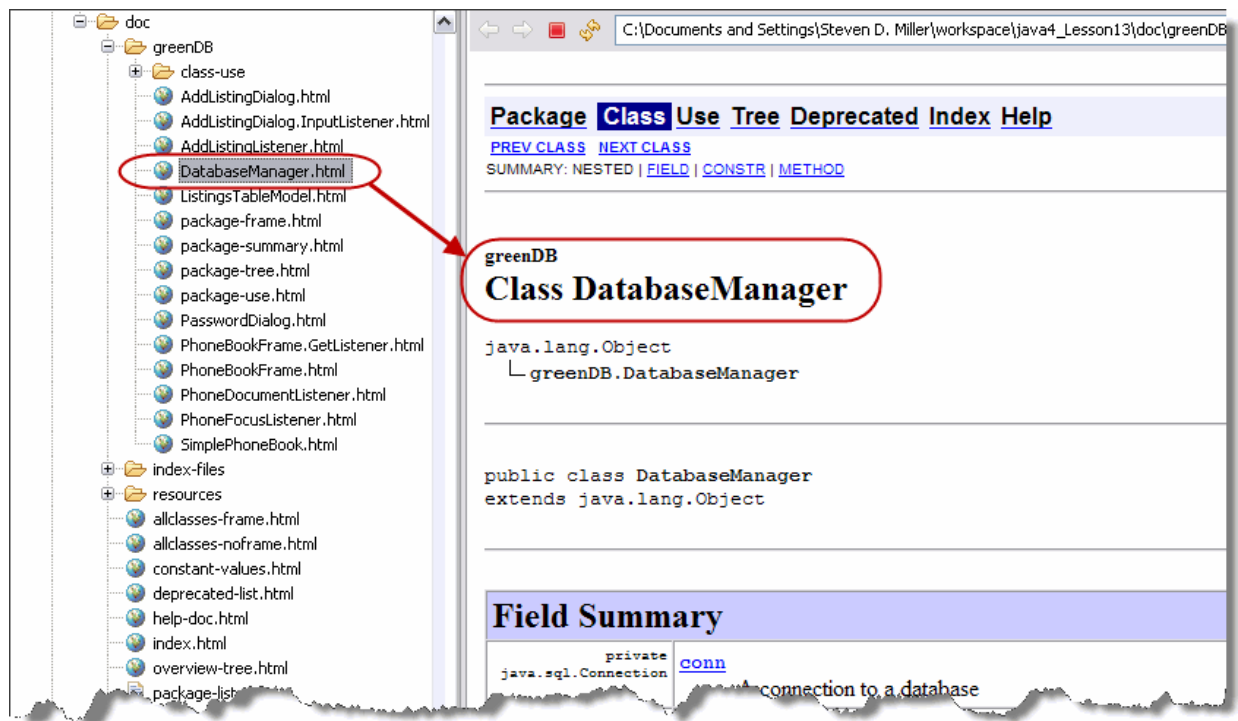 doc
greenDB
class-use
AddListingDialog.html
AddListingDialog.InputListener.html
AddListingListener.html
DatabaseManager.html
ListingsTableModel.html
package-frame.html
package-summary.html
package-tree.html
package-use.html
PasswordDialog.html
PhoneBookFrame.GetListener.html
PhoneBookFrame.html
PhoneDocumentListener.html
PhoneFocusListener.html
SimplePhoneBook.html
index-files
resources
allclasses-frame.html
allclasses-noframe.html
constant-values.html
deprecated-list.html
help-doc.html
index.html
overview-tree.html
package-list
C:\Documents and Settings\Steven D. Miller\workspace\java4_Lesson13\doc\greenDB
Package Class Use Tree Deprecated Index Help
PREV CLASS NEXT CLASS
SUMMARY: NESTED | FIELD | CONSTR | METHOD
greenDB
Class DatabaseManager
java.lang.Object
greenDB.DatabaseManager
public class DatabaseManager
extends java.lang.Object
Field Summary
private
java.sql.Connection
conn
A connection to a database